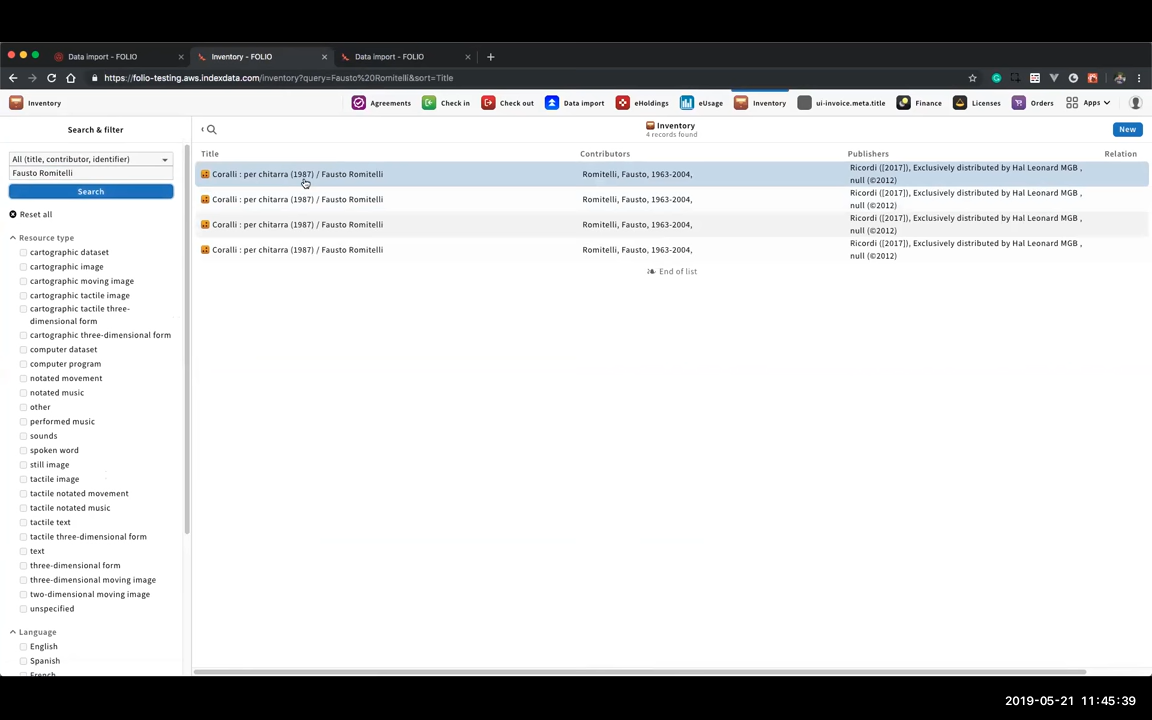 Data import - FOLIO
Inventory - FOLIO
Data import - FOLIO
https://folio-testing.aws.indexdata.com/inventory?query=Fausto%20Romitelli&sort=Title
Inventory
Agreements
Check in
Check out
Data import
eHoldings
eUsage
Inventory
ui-invoice.meta.title
Finance
Licenses
Orders
Apps
Search & filter
All (title, contributor, identifier)
Fausto Romitelli
Search
Reset all
Resource type
cartographic dataset
cartographic image
cartographic moving image
cartographic tactile image
cartographic tactile three-
dimensional form
cartographic three-dimensional form
computer dataset
computer program
notated movement
notated music
other
performed music
sounds
spoken word
still image
tactile image
tactile notated movement
tactile notated music
tactile text
tactile three-dimensional form
text
three-dimensional form
three-dimensional moving image
two-dimensional moving image
unspecified
Language
English
Spanish
French
Inventory
4 records found
New
Title Contributors Publishers Relation
Coralli : per chitarra (1987) / Fausto Romitelli Romitelli, Fausto, 1963-2004, Ricordi ([2017]), Exclusively distributed by Hal Leonard MGB ,
null (©2012)
Coralli : per chitarra (1987) / Fausto Romitelli Romitelli, Fausto, 1963-2004, Ricordi ([2017]), Exclusively distributed by Hal Leonard MGB ,
null (©2012)
Coralli : per chitarra (1987) / Fausto Romitelli Romitelli, Fausto, 1963-2004, Ricordi ([2017]), Exclusively distributed by Hal Leonard MGB ,
null (©2012)
Coralli : per chitarra (1987) / Fausto Romitelli Romitelli, Fausto, 1963-2004, Ricordi ([2017]), Exclusively distributed by Hal Leonard MGB ,
null (©2012)
End of list
2019-05-21 11:45:39